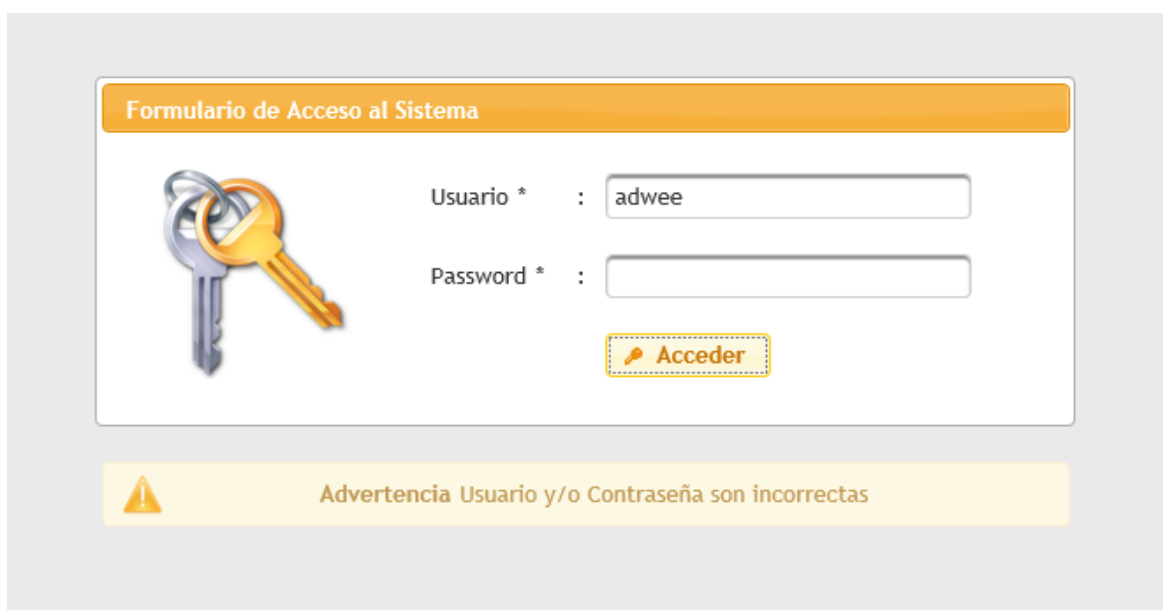 Formulario de Acceso al Sistema
Usuario * : adwee
Password * :
Acceder
Advertencia Usuario y/o Contraseña son incorrectas